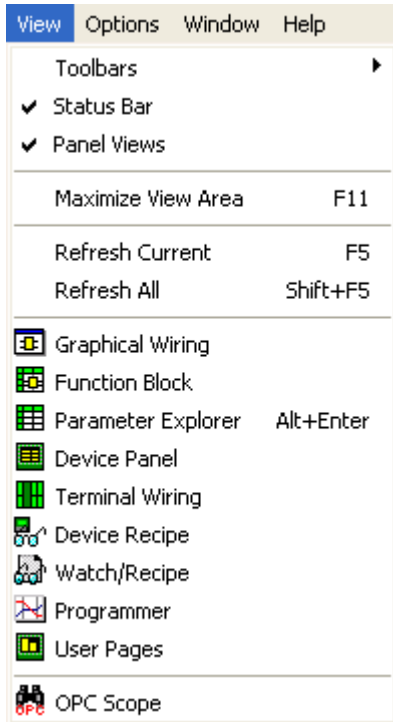 View Options Window Help
Toolbars
Status Bar
Panel Views
Maximize View Area F11
Refresh Current F5
Refresh All Shift+F5
Graphical Wiring
Function Block
Parameter Explorer Alt+Enter
Device Panel
Terminal Wiring
Device Recipe
Watch/Recipe
Programmer
User Pages
OPC OPC Scope